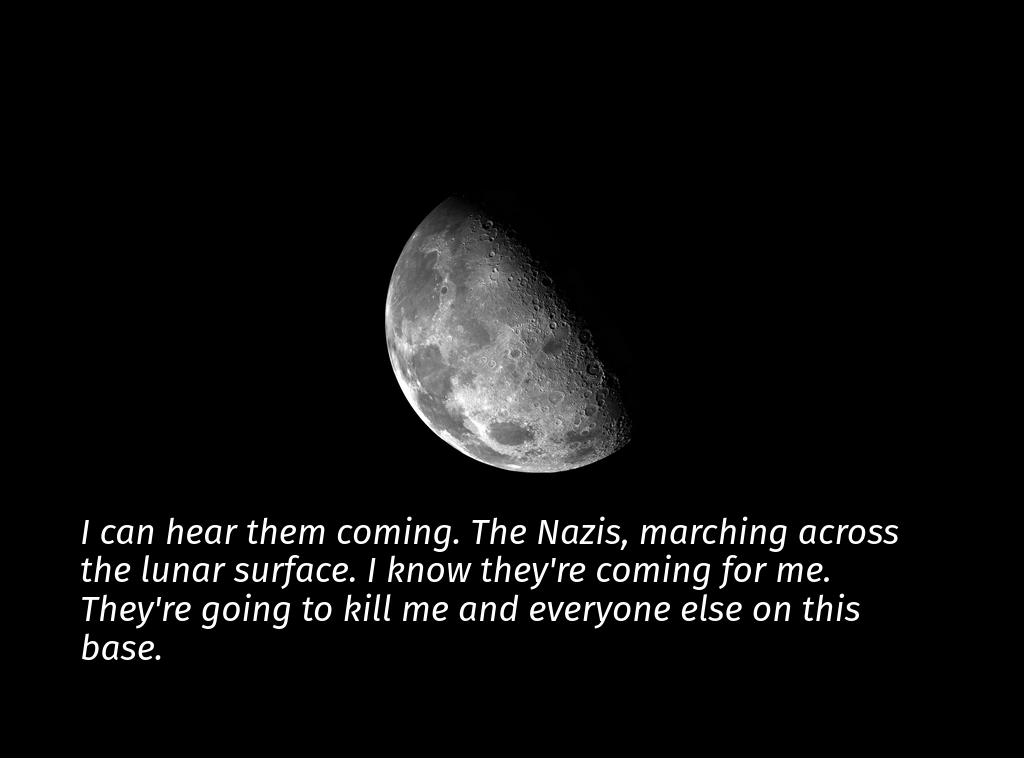 I can hear them coming. The Nazis, marching across
the lunar surface. I know they're coming for me.
They're going to kill me and everyone else on this
base.